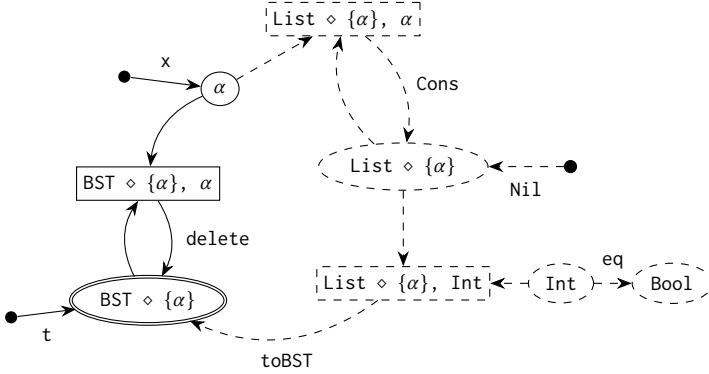 List ⋄ {α}, α
x
α
Cons
List ⋄ {α}
Nil
BST ⋄ {α}, α
delete
eq
List ⋄ {α}, Int
Int
Bool
BST ⋄ {α}
t
toBST